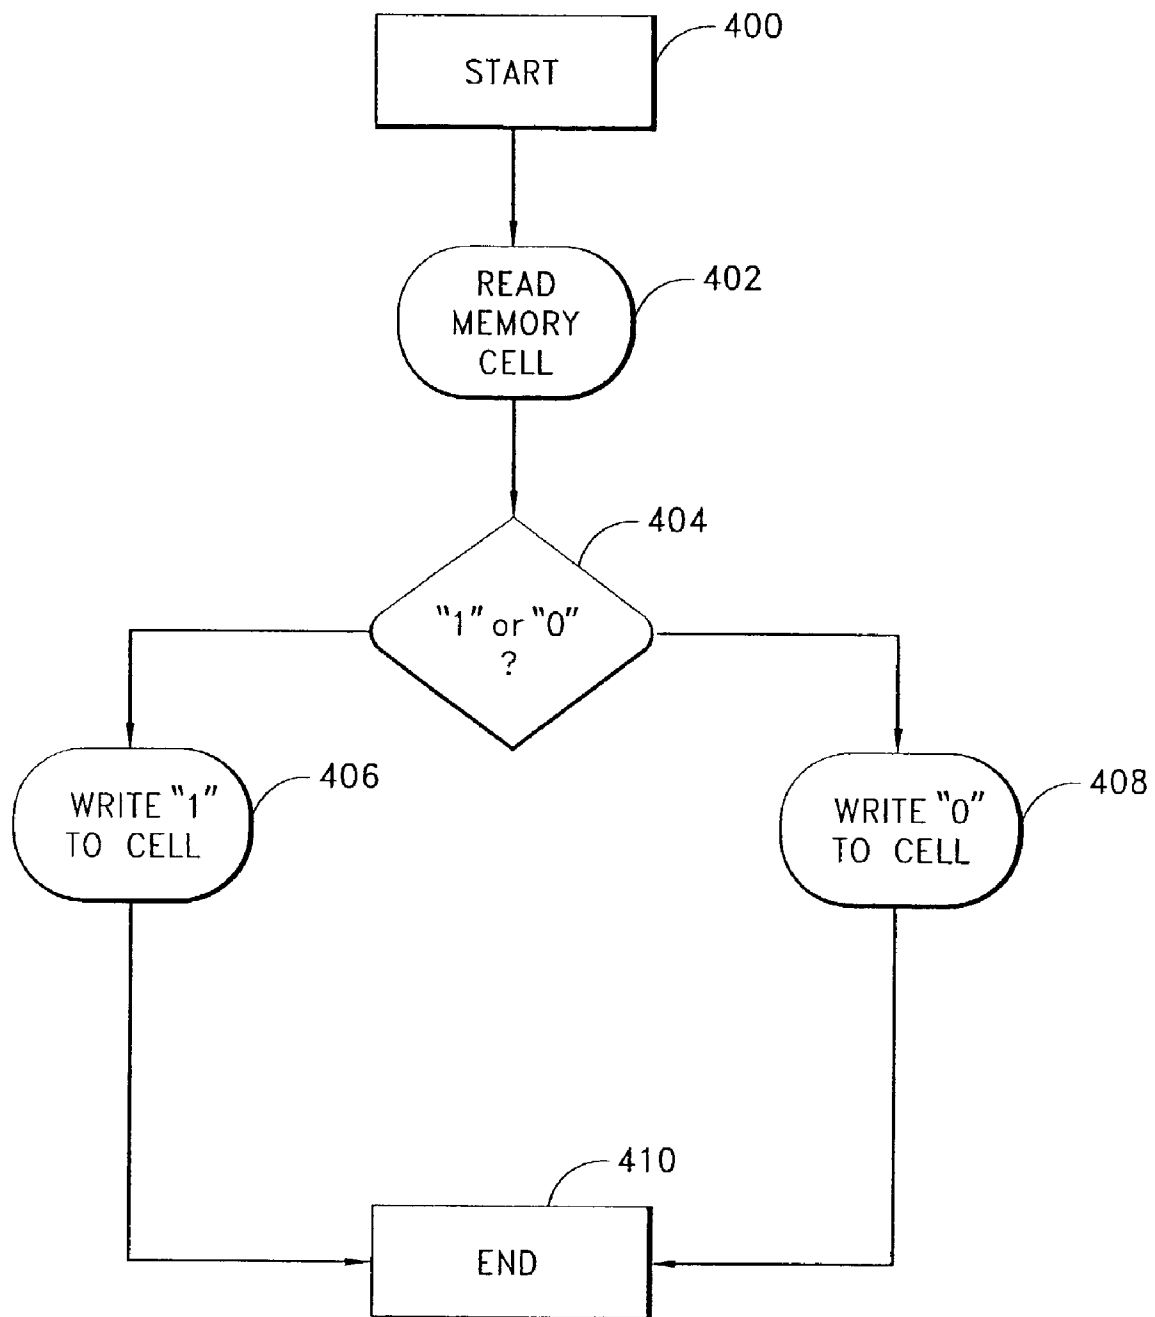 400
START
READ
MEMORY
CELL
402
404
"1" or "0"
?
WRITE "1"
TO CELL
406
WRITE "0"
TO CELL
408
410
END